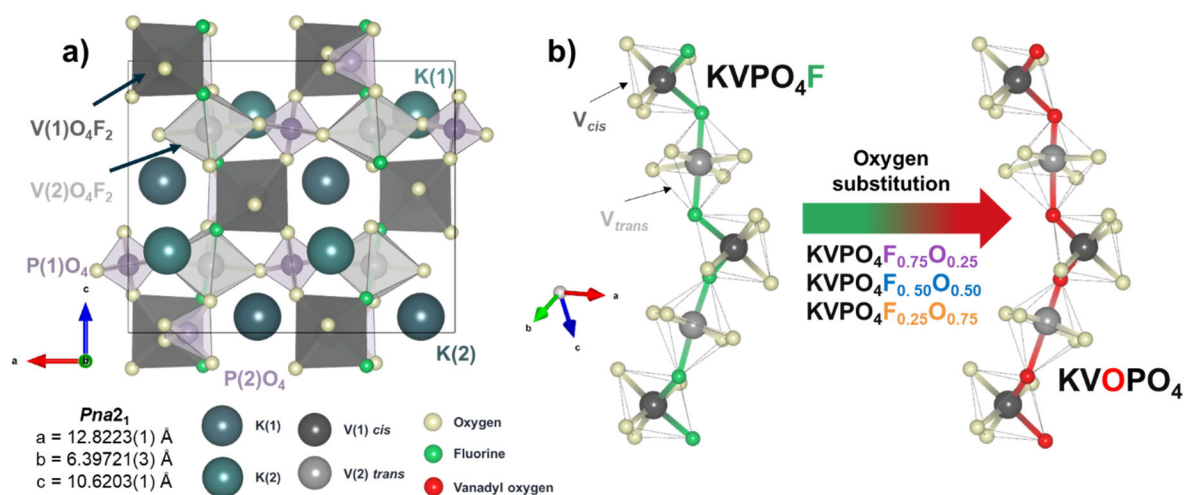 a)
K(1)
V(1)O₄F₂
V(2)O₄F₂
P(1)O₄
c
a
b
K(2)
P(2)O₄
Pna2₁
a = 12.8223(1) Å
b = 6.39721(3) Å
c = 10.6203(1) Å
K(1)
K(2)
V(1) cis
V(2) trans
Oxygen
Fluorine
Vanadyl oxygen
b)
KVPO₄F
V cis
V trans
a
b
c
Oxygen
substitution
KVPO₄F₀.₇₅O₀.₂₅
KVPO₄F₀.₅₀O₀.₅₀
KVPO₄F₀.₂₅O₀.₇₅
KVOPO₄